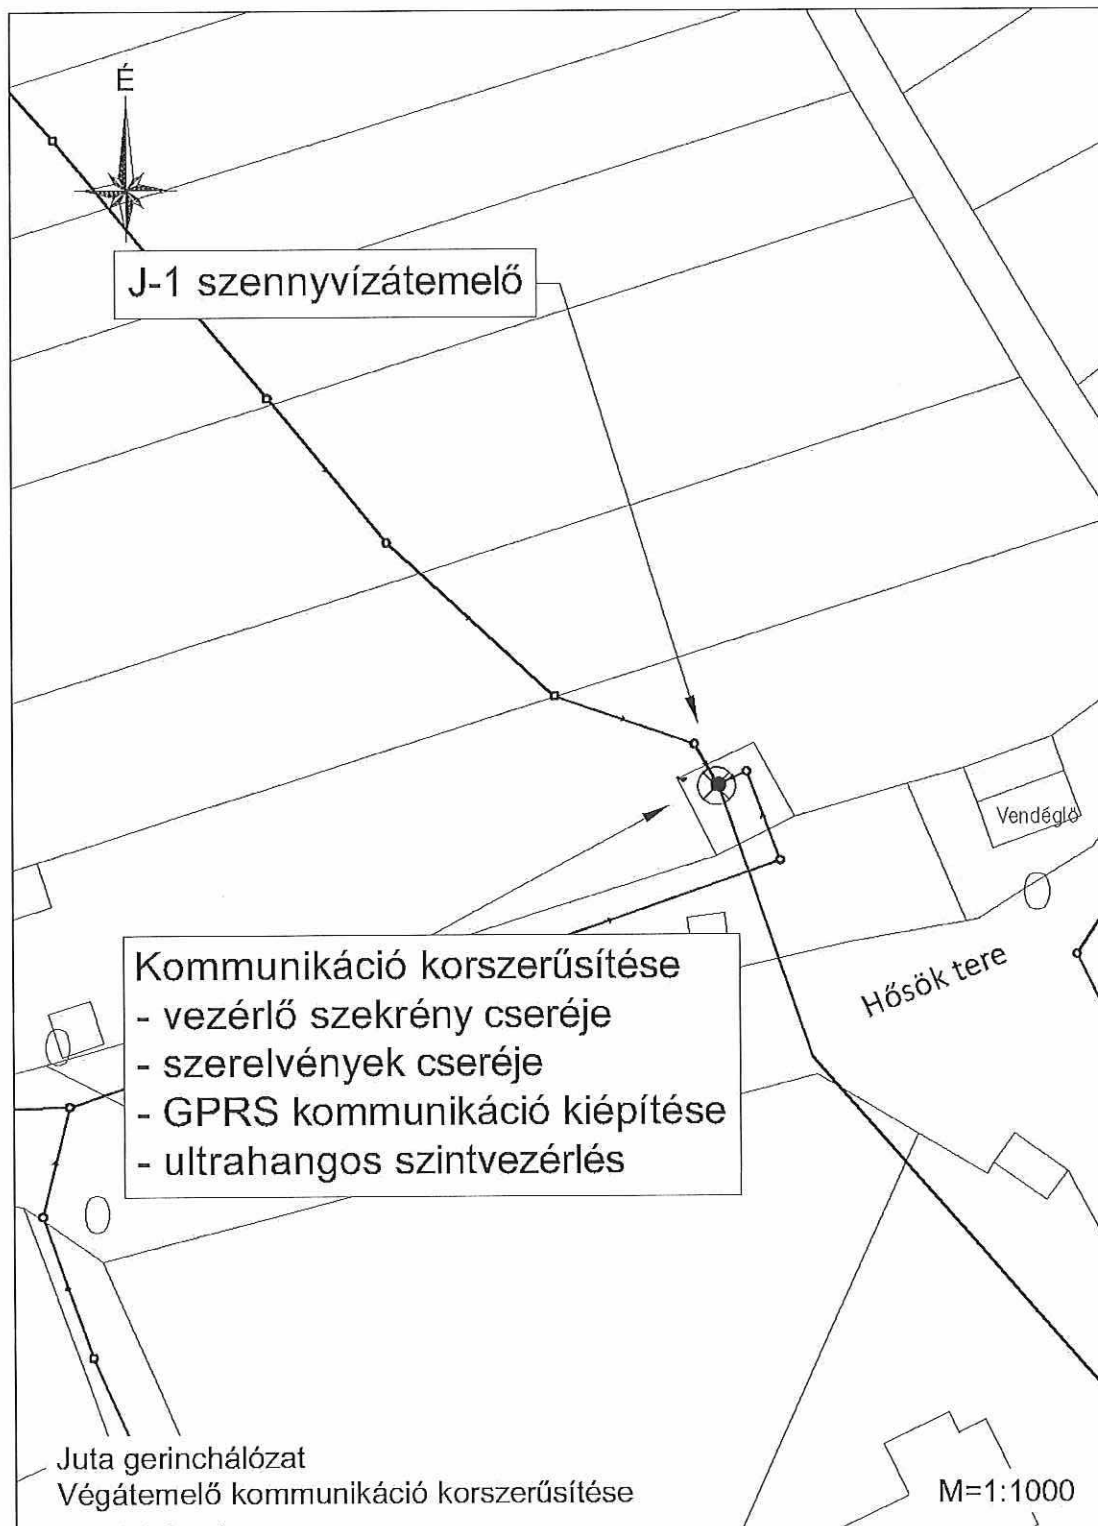 É
J-1 szennyvízátemelő
Vendéglő
Hősök tere
Kommunikáció korszerűsítése
- vezérlő szekrény cseréje
- szerelvények cseréje
- GPRS kommunikáció kiépítése
- ultrahangos szintvezérlés
Juta gerinchálózat
Végátemelő kommunikáció korszerűsítése
M=1:1000